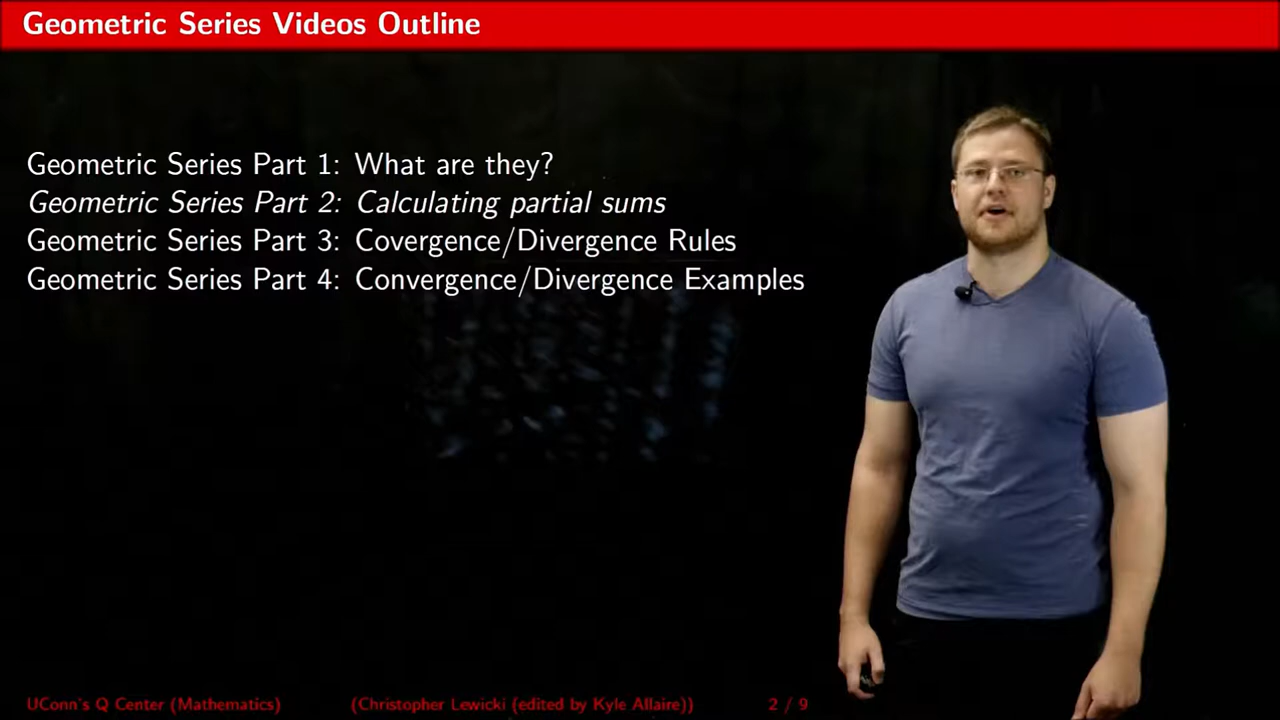 Geometric Series Videos Outline
Geometric Series Part 1: What are they?
Geometric Series Part 2: Calculating partial sums
Geometric Series Part 3: Covergence/Divergence Rules
Geometric Series Part 4: Convergence/Divergence Examples
UConn's Q Center (Mathematics) (Christopher Lewicki (edited by Kyle Allaire)) 2 / 9